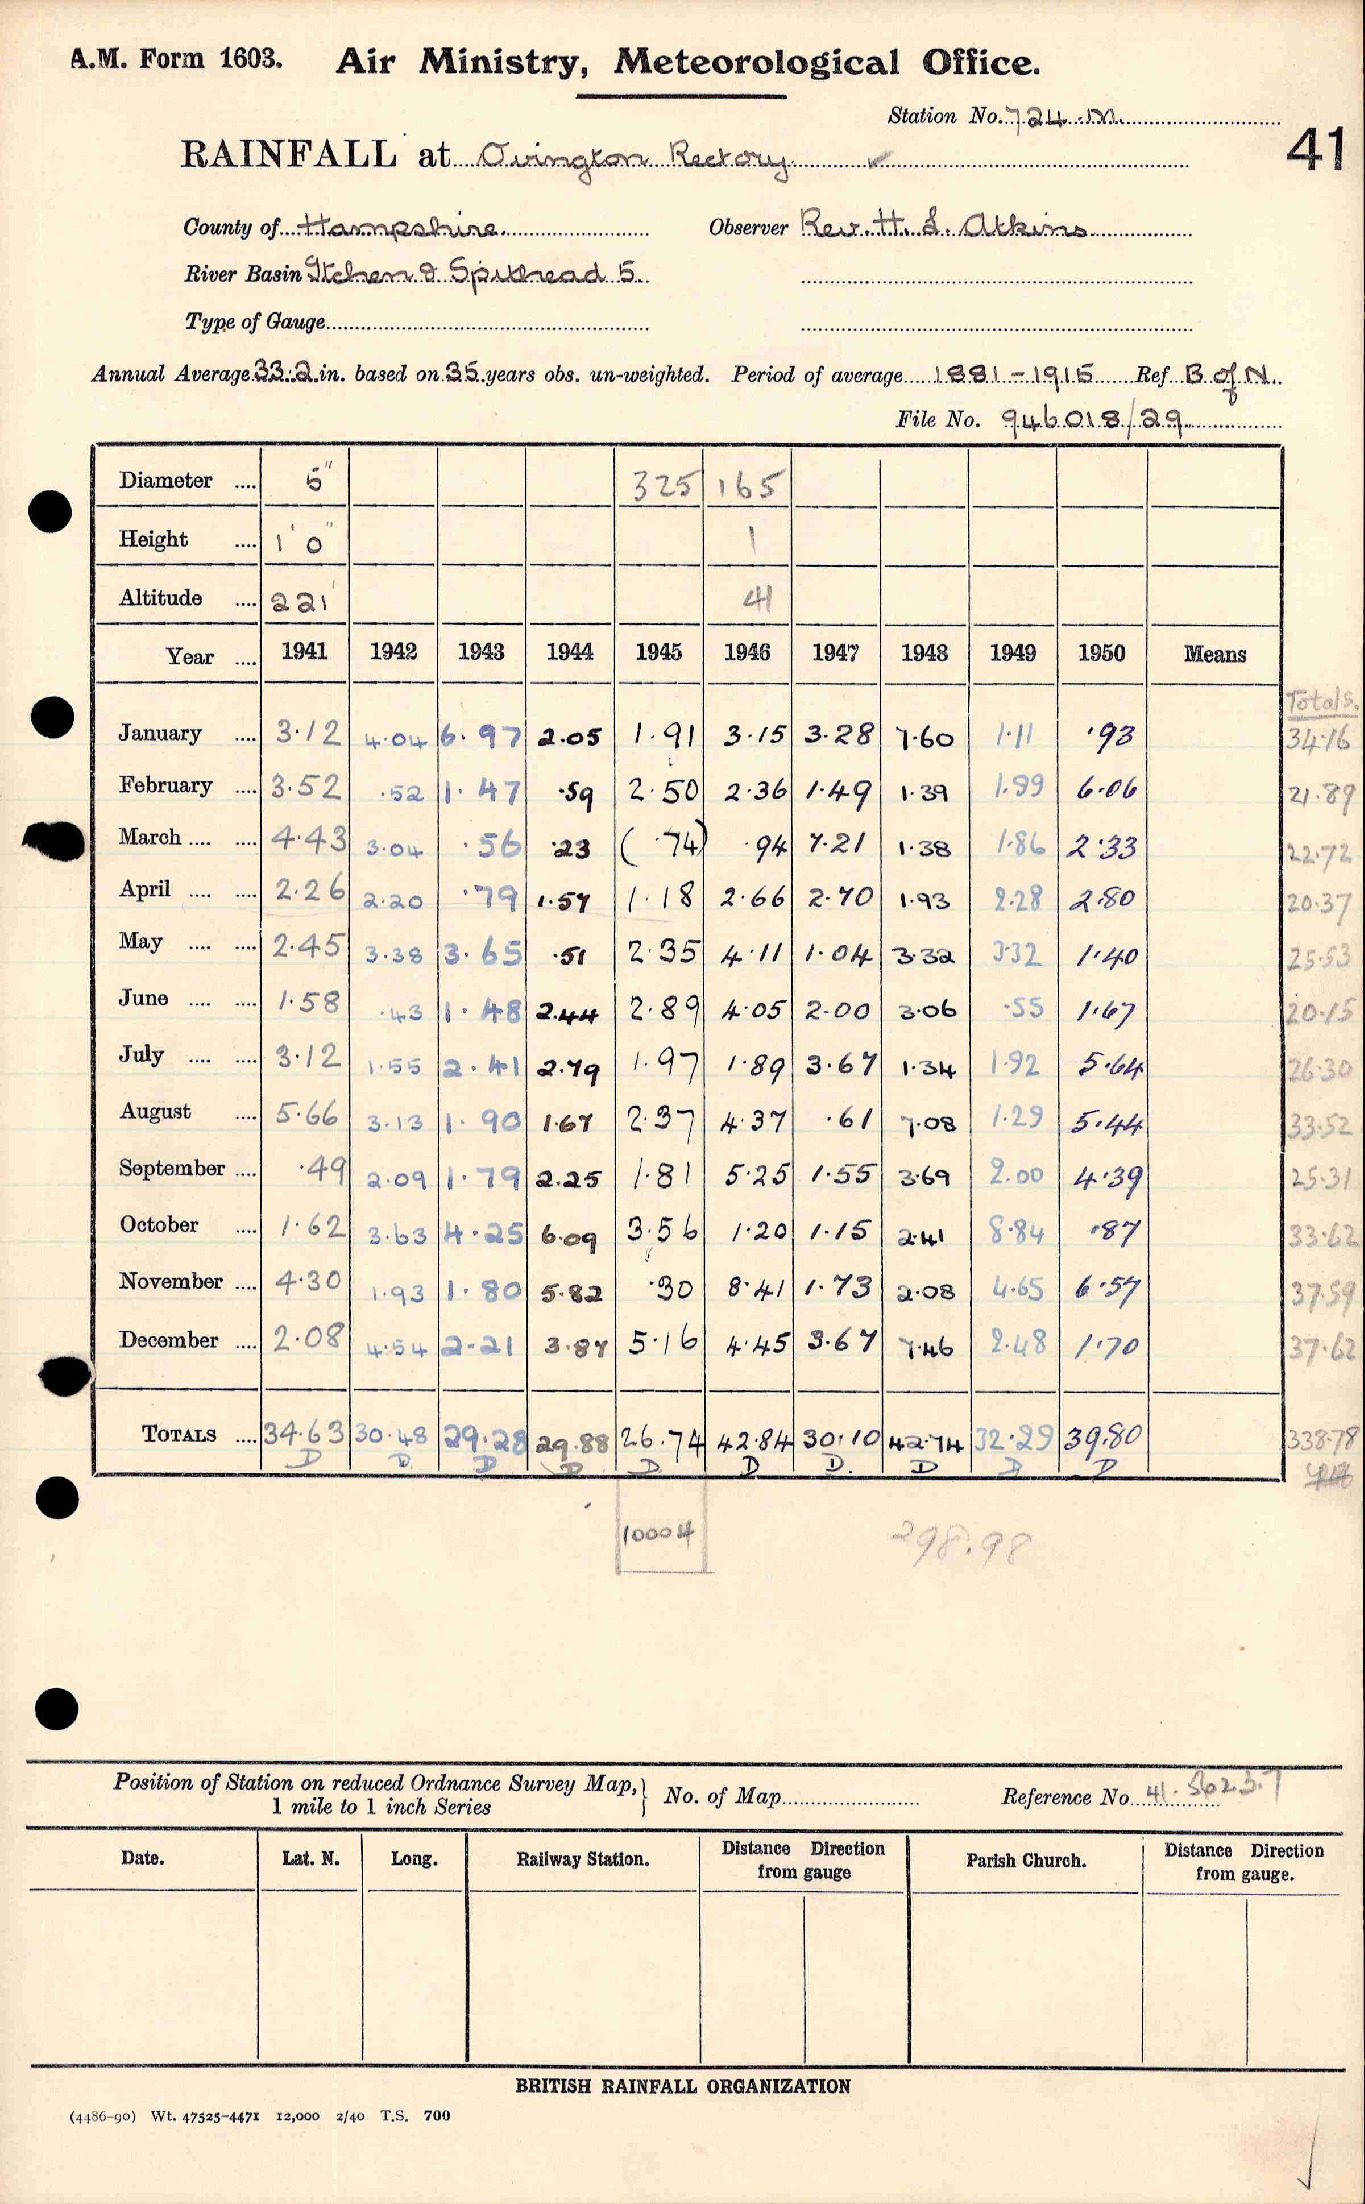 A.M. Form 1603. Air Ministry, Meteorological Office.
Station No. 724.M.
41
RAINFALL at Ovington Rectory ✓
County of Hampshire Observer Rev. H. L. Atkins
River Basin Itchen & Spithead 5.
Type of Gauge
Annual Average 33.2 in. based on 35 years obs. un-weighted. Period of average 1881-1915 Ref B of N.
File No. 946018/29
Diameter .... 5" 325 165
Height .... 1' 0" 1
Altitude .... 221' 41
Year .... 1941 1942 1943 1944 1945 1946 1947 1948 1949 1950 Means
Totals.
January .... 3.12 4.04 6.97 2.05 1.91 3.15 3.28 7.60 1.11 .93 34.16
February .... 3.52 .52 1.47 .59 2.50 2.36 1.49 1.39 1.99 6.06 21.89
March .... .... 4.43 3.04 .56 .23 ( .74) .94 7.21 1.38 1.86 2.33 22.72
April .... .... 2.26 2.20 .79 1.57 1.18 2.66 2.70 1.93 2.28 2.80 20.37
May .... .... 2.45 3.38 3.65 .51 2.35 4.11 1.04 3.32 3.32 1.40 25.53
June .... .... 1.58 .43 1.48 2.44 2.89 4.05 2.00 3.06 .55 1.67 20.15
July .... .... 3.12 1.55 2.41 2.79 1.97 1.89 3.67 1.34 1.92 5.64 26.30
August .... 5.66 3.13 1.90 1.67 2.37 4.37 .61 7.08 1.29 5.44 33.52
September .... .49 2.09 1.79 2.25 1.81 5.25 1.55 3.69 2.00 4.39 25.31
October .... 1.62 3.63 4.25 6.09 3.56 1.20 1.15 2.41 8.84 .87 33.62
November .... 4.30 1.93 1.80 5.82 .30 8.41 1.73 2.08 4.65 6.57 37.59
December .... 2.08 4.54 2.21 3.87 5.16 4.45 3.67 7.46 2.48 1.70 37.62
TOTALS .... 34.63 30.48 29.28 29.88 26.74 42.84 30.10 42.74 32.29 39.80 338.78
D D D D D D D. D D D
10004 298.98
Position of Station on reduced Ordnance Survey Map, } No. of Map Reference No. 41. 5623.7
1 mile to 1 inch Series
Date. Lat. N. Long. Railway Station. Distance from gauge Direction Parish Church. Distance from gauge. Direction
BRITISH RAINFALL ORGANIZATION
(4486-90) Wt. 47525-4471 12,000 2/40 T.S. 700